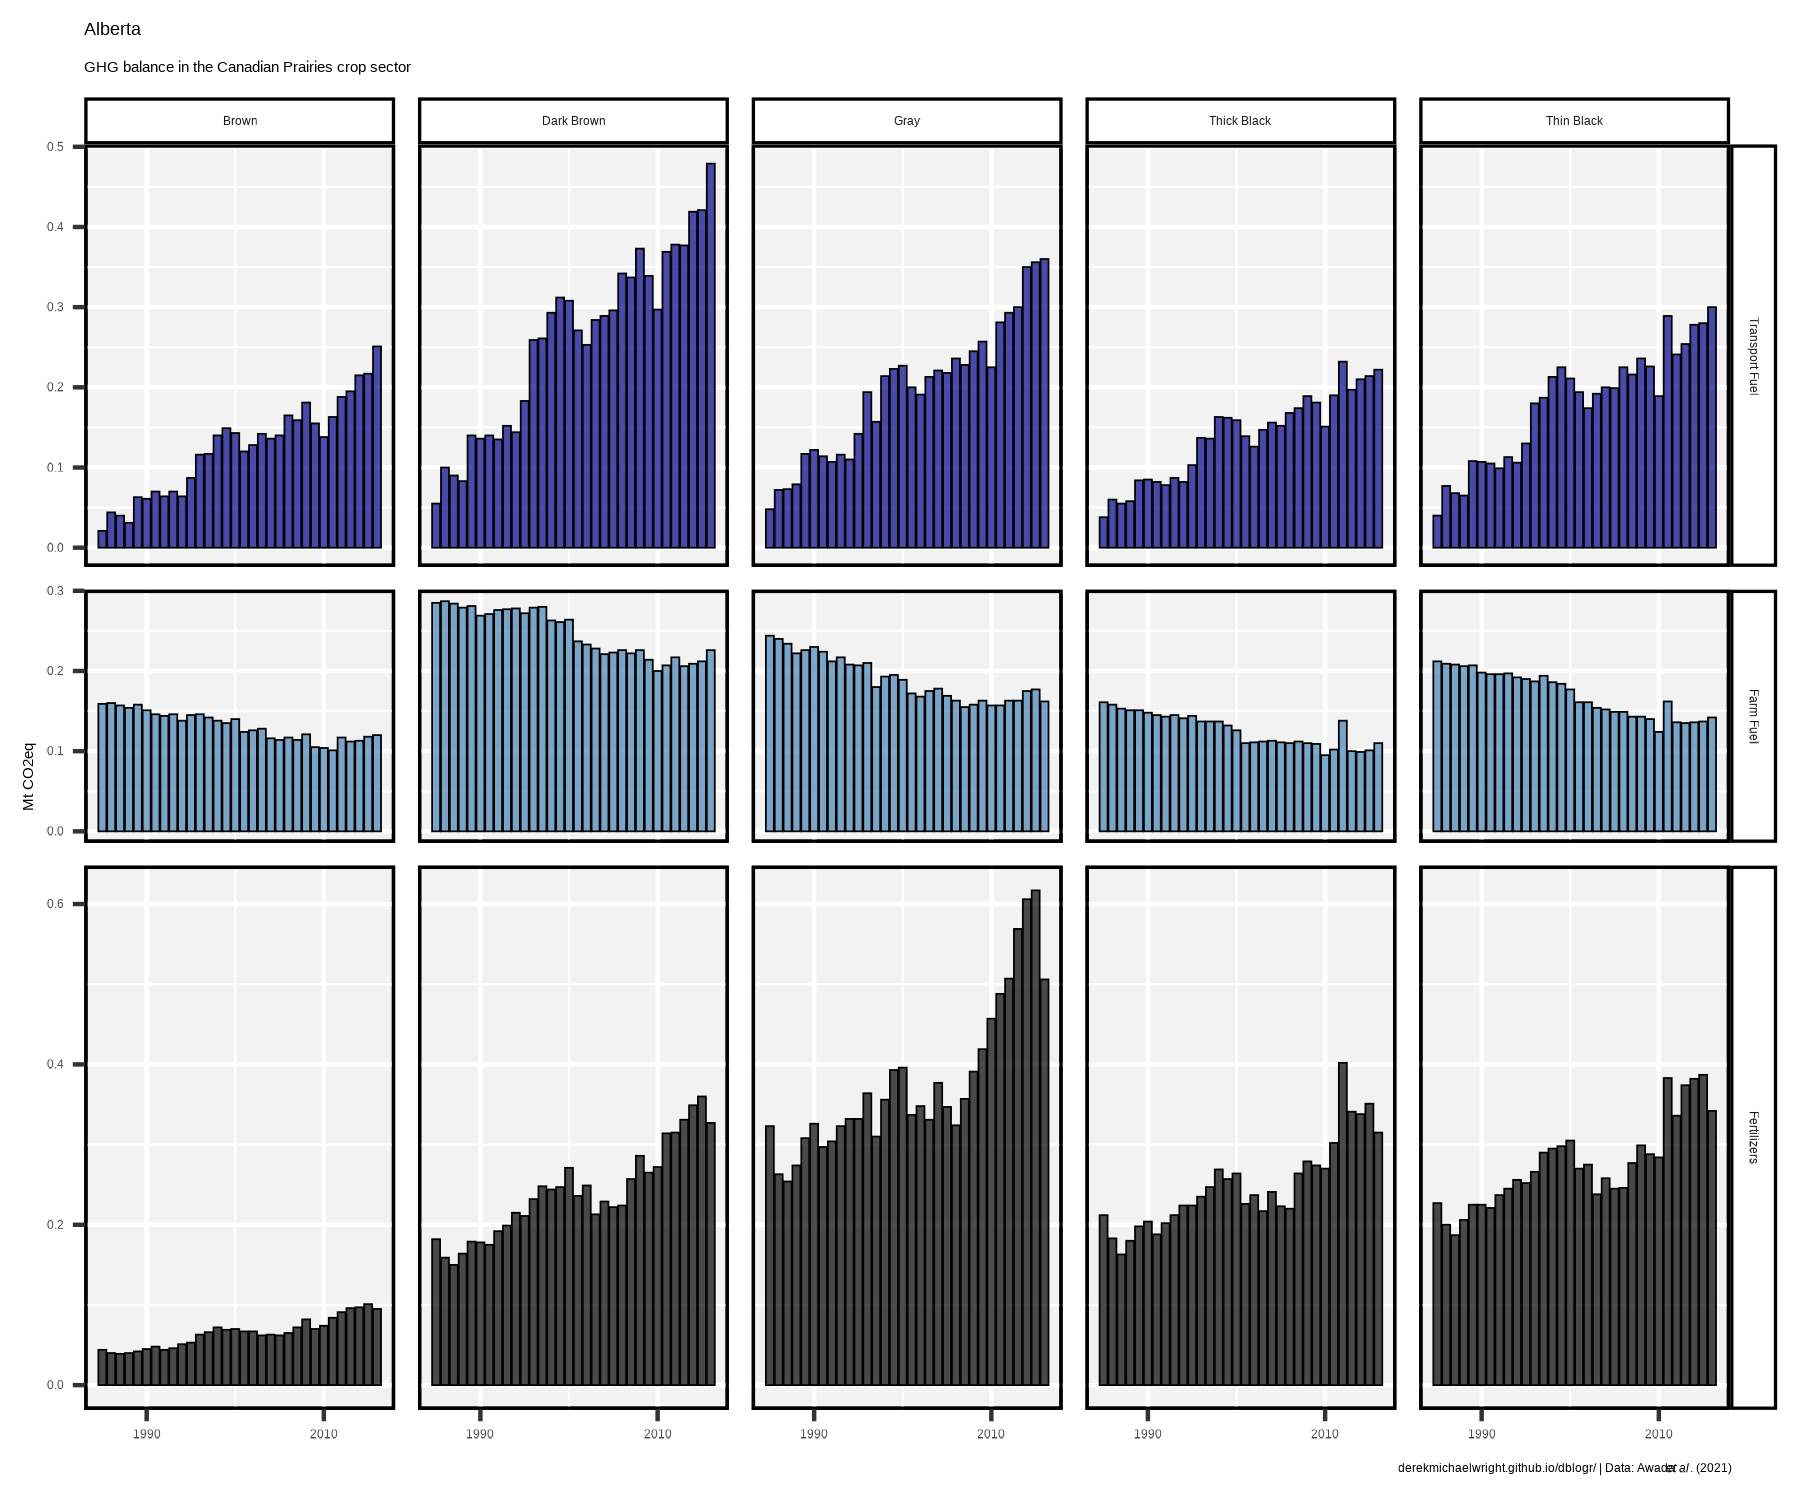 Alberta
GHG balance in the Canadian Prairies crop sector
Brown
Dark Brown
Gray
Thick Black
Thin Black
0.5
0.4
0.3
0.2
0.1
0.0
Transport Fuel
0.3
0.2
0.1
0.0
Farm Fuel
Mt CO2eq
0.6
0.4
0.2
0.0
Fertilizers
1990 2010
1990 2010
1990 2010
1990 2010
1990 2010
derekmichaelwright.github.io/dblogr/ | Data: Awada et al. (2021)